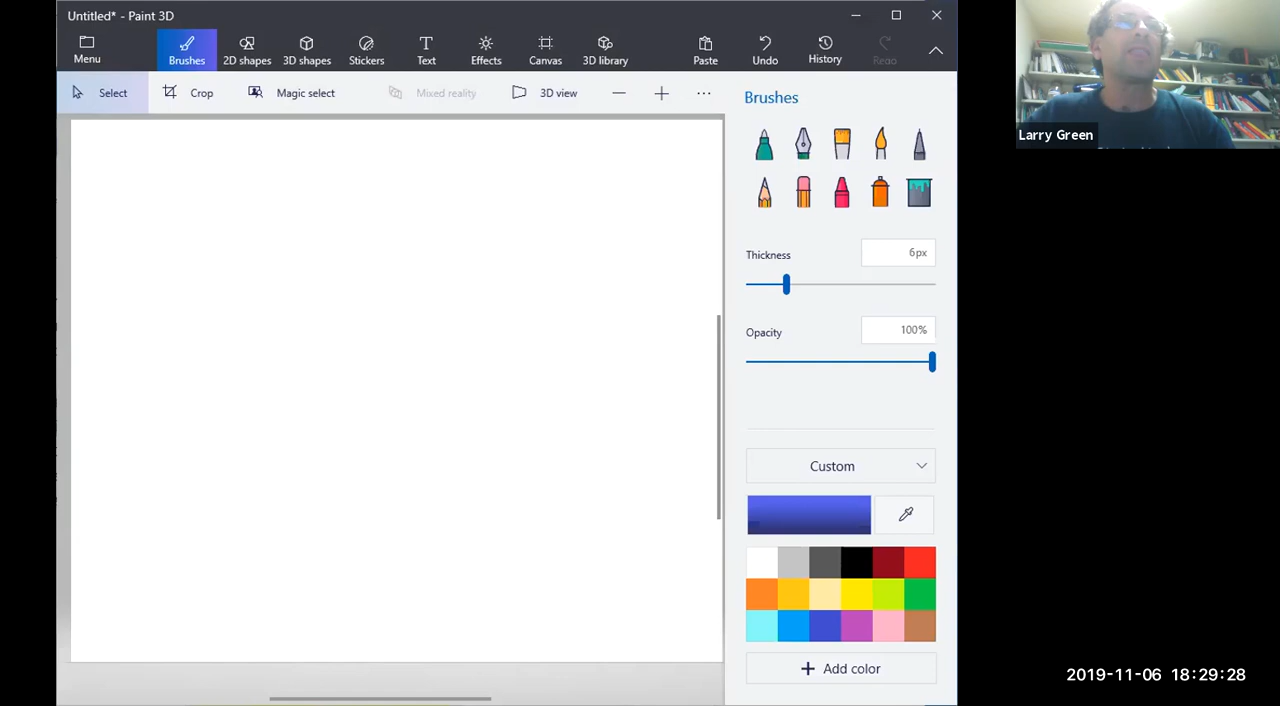 Untitled* - Paint 3D
Menu
Brushes
2D shapes
3D shapes
Stickers
Text
Effects
Canvas
3D library
Paste
Undo
History
Redo
Select
Crop
Magic select
Mixed reality
3D view
Brushes
Thickness
6px
Opacity
100%
Custom
Add color
Larry Green
2019-11-06 18:29:28